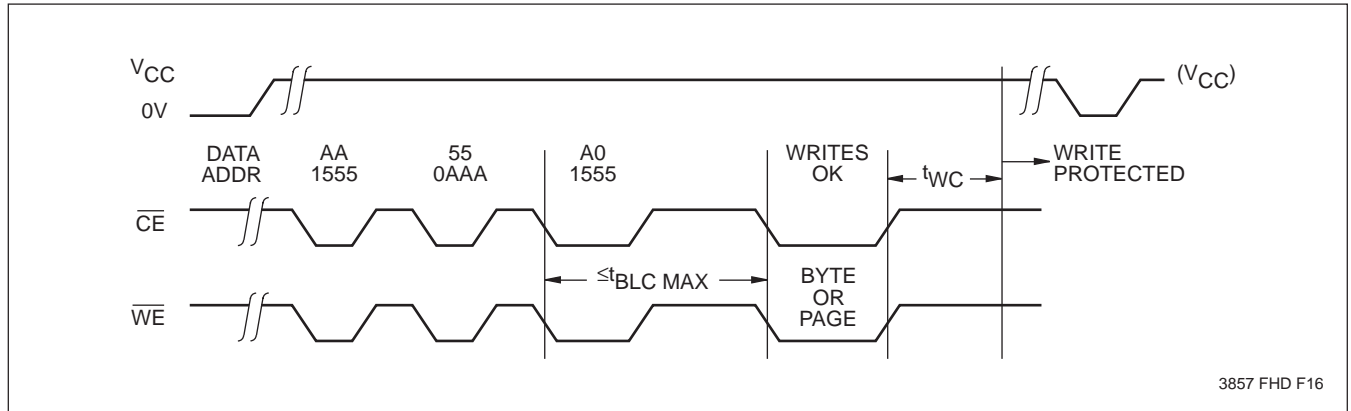 VCC
0V
(VCC)
DATA
ADDR
AA
1555
55
0AAA
A0
1555
WRITES
OK
tWC
WRITE
PROTECTED
CE
≤tBLC MAX
BYTE
OR
PAGE
WE
3857 FHD F16